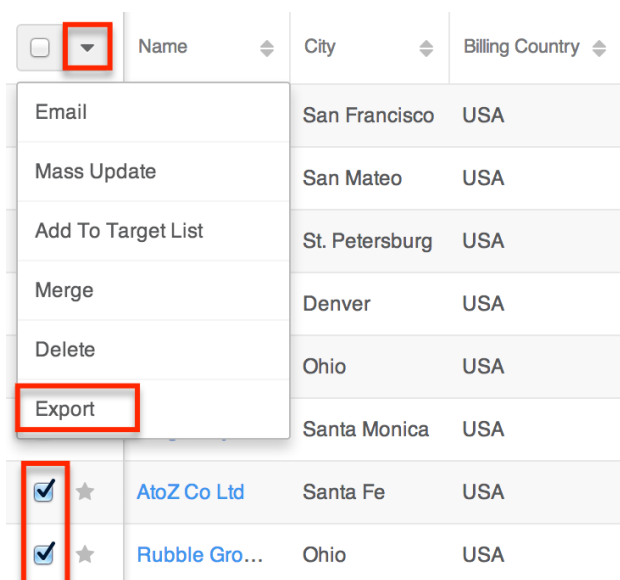 Name City Billing Country
Email
San Francisco USA
Mass Update
San Mateo USA
Add To Target List
St. Petersburg USA
Merge
Denver USA
Delete
Ohio USA
Export
Santa Monica USA
AtoZ Co Ltd Santa Fe USA
Rubble Gro... Ohio USA